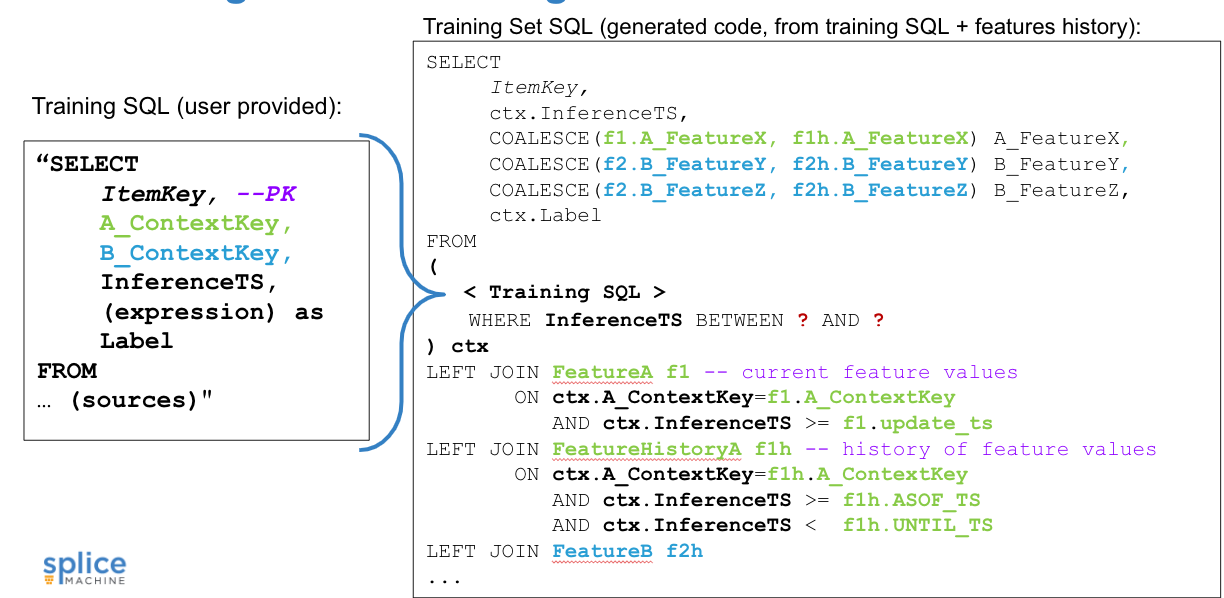 Training Set SQL (generated code, from training SQL + features history):
Training SQL (user provided):
“SELECT
ItemKey, --PK
A_ContextKey,
B_ContextKey,
InferenceTS,
(expression) as
Label
FROM
… (sources)"
SELECT
ItemKey,
ctx.InferenceTS,
COALESCE(f1.A_FeatureX, f1h.A_FeatureX) A_FeatureX,
COALESCE(f2.B_FeatureY, f2h.B_FeatureY) B_FeatureY,
COALESCE(f2.B_FeatureZ, f2h.B_FeatureZ) B_FeatureZ,
ctx.Label
FROM
(
< Training SQL >
WHERE InferenceTS BETWEEN ? AND ?
) ctx
LEFT JOIN FeatureA f1 -- current feature values
ON ctx.A_ContextKey=f1.A_ContextKey
AND ctx.InferenceTS >= f1.update_ts
LEFT JOIN FeatureHistoryA f1h -- history of feature values
ON ctx.A_ContextKey=f1h.A_ContextKey
AND ctx.InferenceTS >= f1h.ASOF_TS
AND ctx.InferenceTS < f1h.UNTIL_TS
LEFT JOIN FeatureB f2h
...
splice
MACHINE